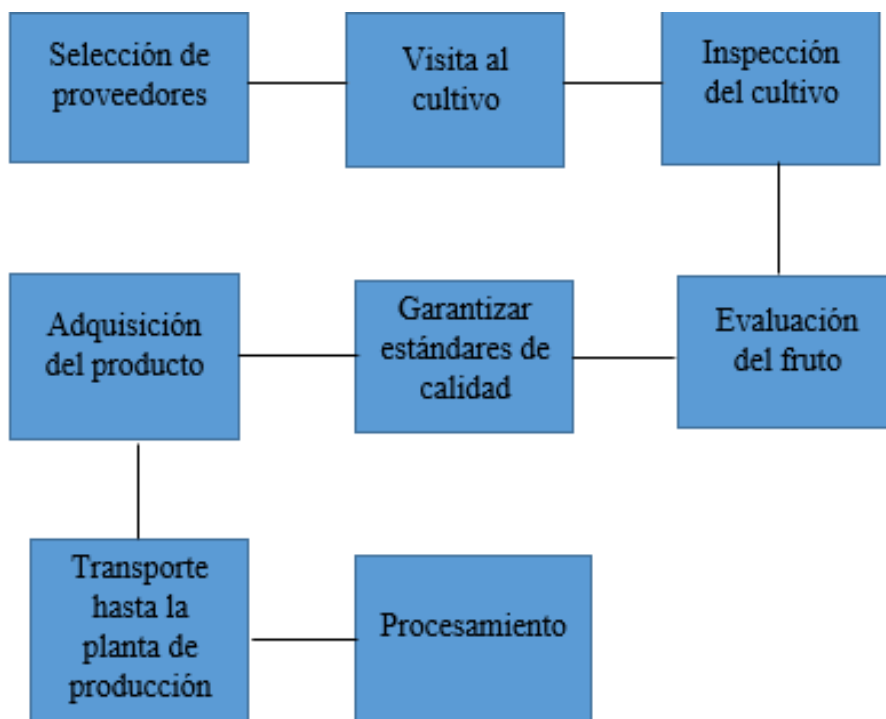 Selección de
proveedores
Visita al
cultivo
Inspección
del cultivo
Evaluación
del fruto
Garantizar
estándares de
calidad
Adquisición
del producto
Transporte
hasta la
planta de
producción
Procesamiento